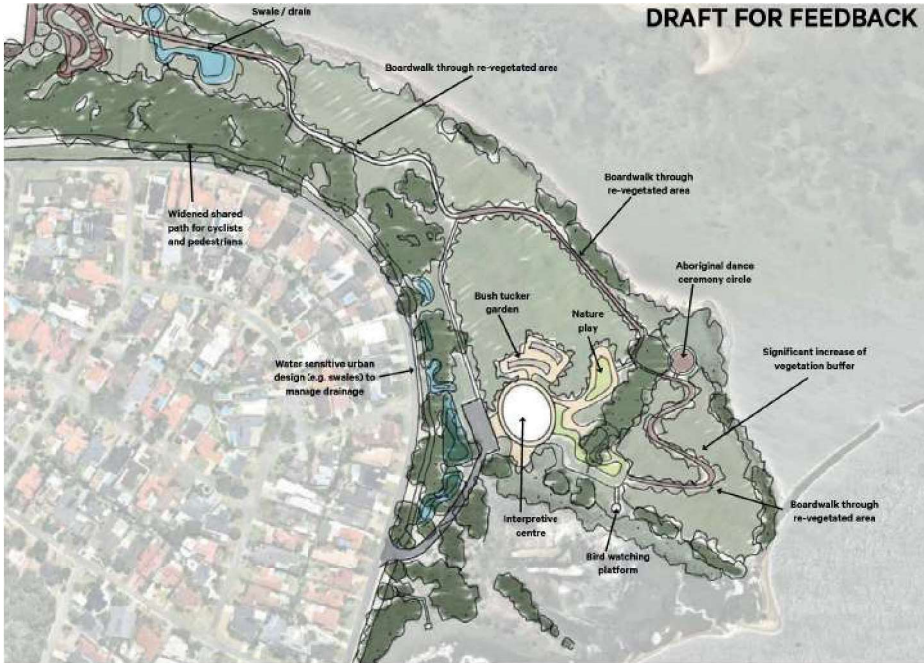 DRAFT FOR FEEDBACK
Swale / drain
Boardwalk through re-vegetated area
Boardwalk through
re-vegetated area
Widened shared
path for cyclists
and pedestrians
Aboriginal dance
ceremony circle
Bush tucker
garden
Nature
play
Significant increase of
vegetation buffer
Water sensitive urban
design (e.g. swales) to
manage drainage
Interpretive
centre
Bird watching
platform
Boardwalk through
re-vegetated area